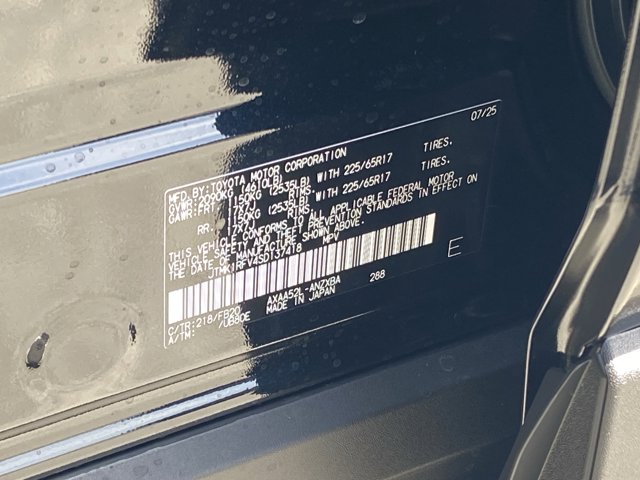 07/25
MFD. BY: TOYOTA MOTOR CORPORATION
GVWR: 2090KG (4610LB)
GAWR: FRT 1150KG (2535LB) WITH 225/65R17 TIRES,
17X7J RIMS,
RR. 1150KG (2535LB) WITH 225/65R17 TIRES,
17X7J RIMS,
THIS VEHICLE CONFORMS TO ALL APPLICABLE FEDERAL MOTOR
VEHICLE SAFETY AND THEFT PREVENTION STANDARDS IN EFFECT ON
THE DATE OF MANUFACTURE SHOWN ABOVE.
JTMK1RFV4SD137418 MPV
E
C/TR: 218/FB20 AXAA52L-ANZXBA 288
A/TM: /UB80E MADE IN JAPAN